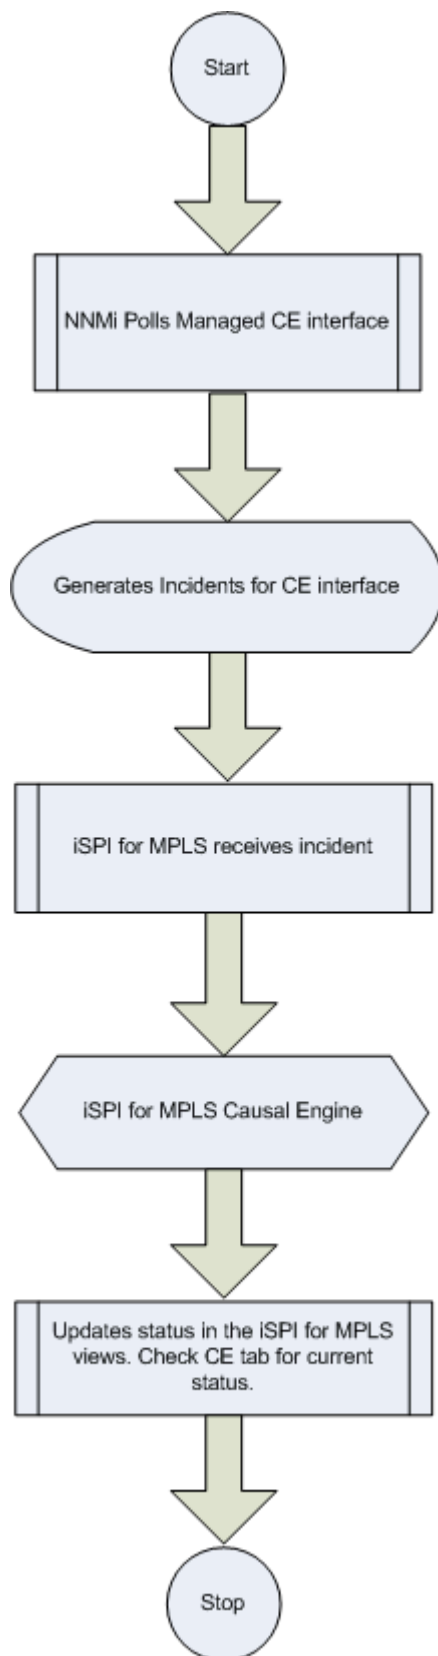 Start
NNMi Polls Managed CE interface
Generates Incidents for CE interface
iSPI for MPLS receives incident
iSPI for MPLS Causal Engine
Updates status in the iSPI for MPLS
views. Check CE tab for current
status.
Stop